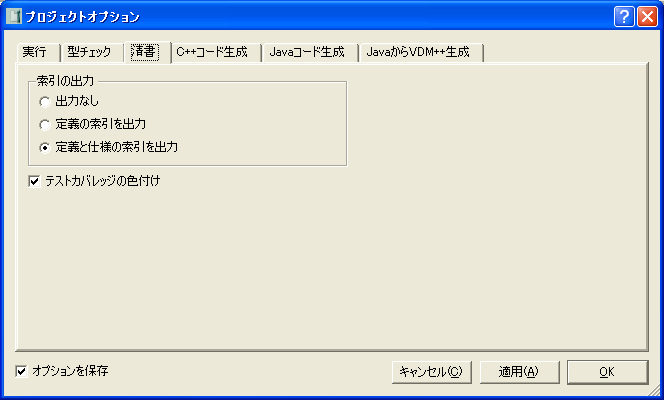 プロジェクトオプション
実行
型チェック
清書
C++コード生成
Javaコード生成
JavaからVDM++生成
索引の出力
出力なし
定義の索引を出力
定義と仕様の索引を出力
テストカバレッジの色付け
オプションを保存
キャンセル(C)
適用(A)
OK